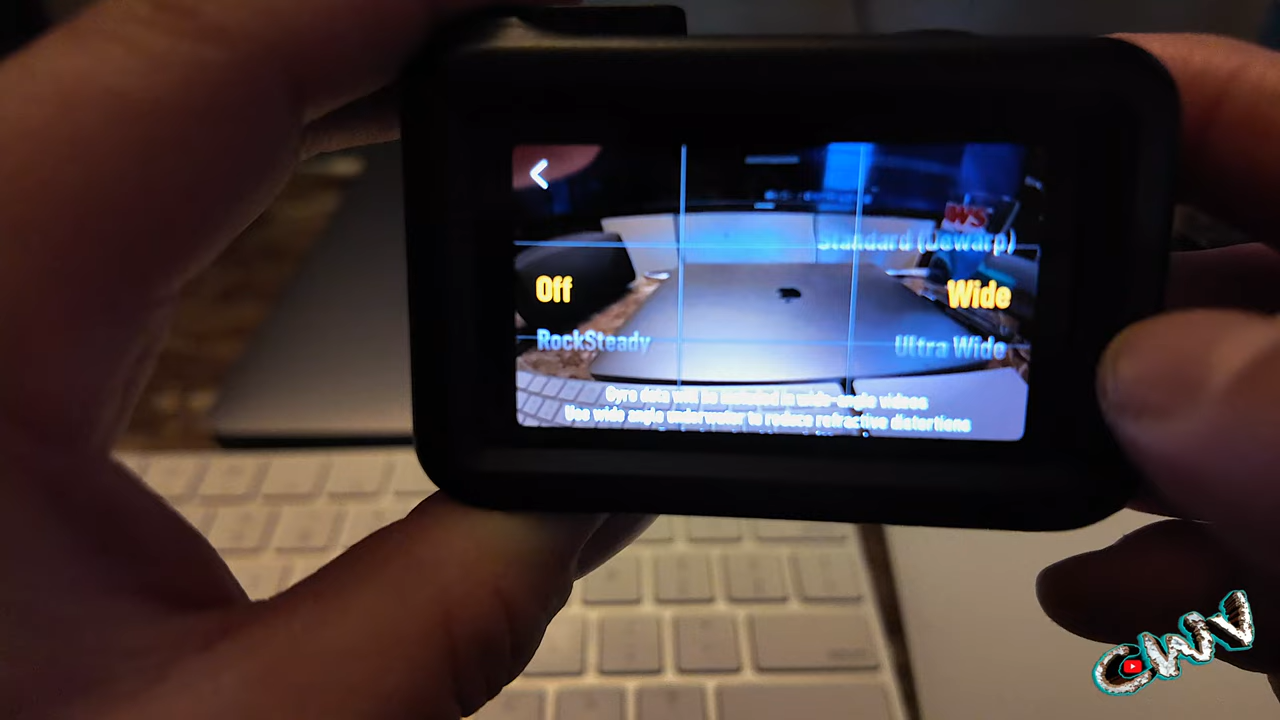 Standard (Dewarp)
Off
Wide
RockSteady
Ultra Wide
Gyro data will be in wide-angle videos
Use wide angle underwater to reduce refractive distortions
CWV